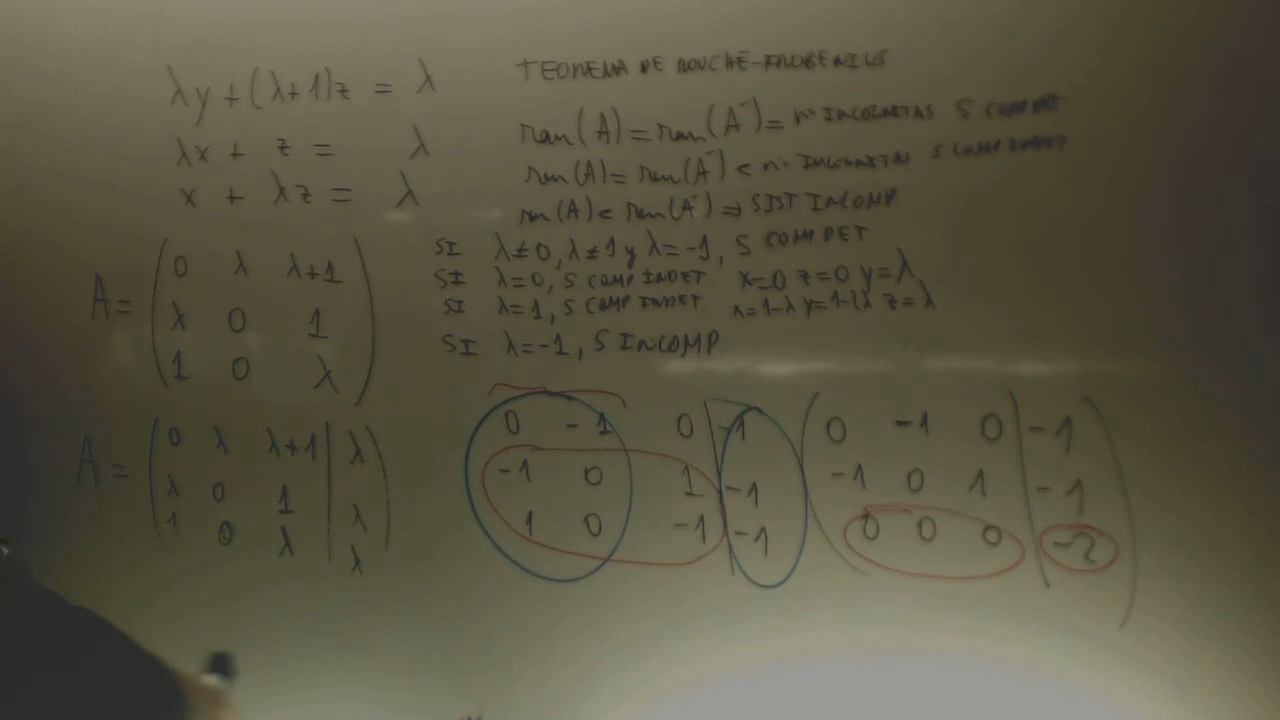 λy + (λ+1)z = λ
λx + z = λ
x + λz = λ
TEOREMA DE ROUCHÉ-FROBENIUS
ran(A) = ran(A¯) = nº INCOGNITAS S COMP DET
ran(A) = ran(A¯) < nº INCOGNITAS S COMP INDET
ran(A) < ran(A¯) ⇒ SIST INCOMP
SI λ≠0, λ≠1 y λ=-1, S COMP DET
SI λ=0, S COMP INDET x=0 z=0 y=λ
SI λ=1, S COMP INDET x=1-λ y=1-2λ z=λ
SI λ=-1, S INCOMP
A = ( 0 λ λ+1 )
λ 0 1
1 0 λ
A = ( 0 λ λ+1 | λ )
λ 0 1 | λ
1 0 λ | λ
0 -1 0 | -1
-1 0 1 | -1
1 0 -1 | -1
( 0 -1 0 | -1 )
-1 0 1 | -1
0 0 0 | -2